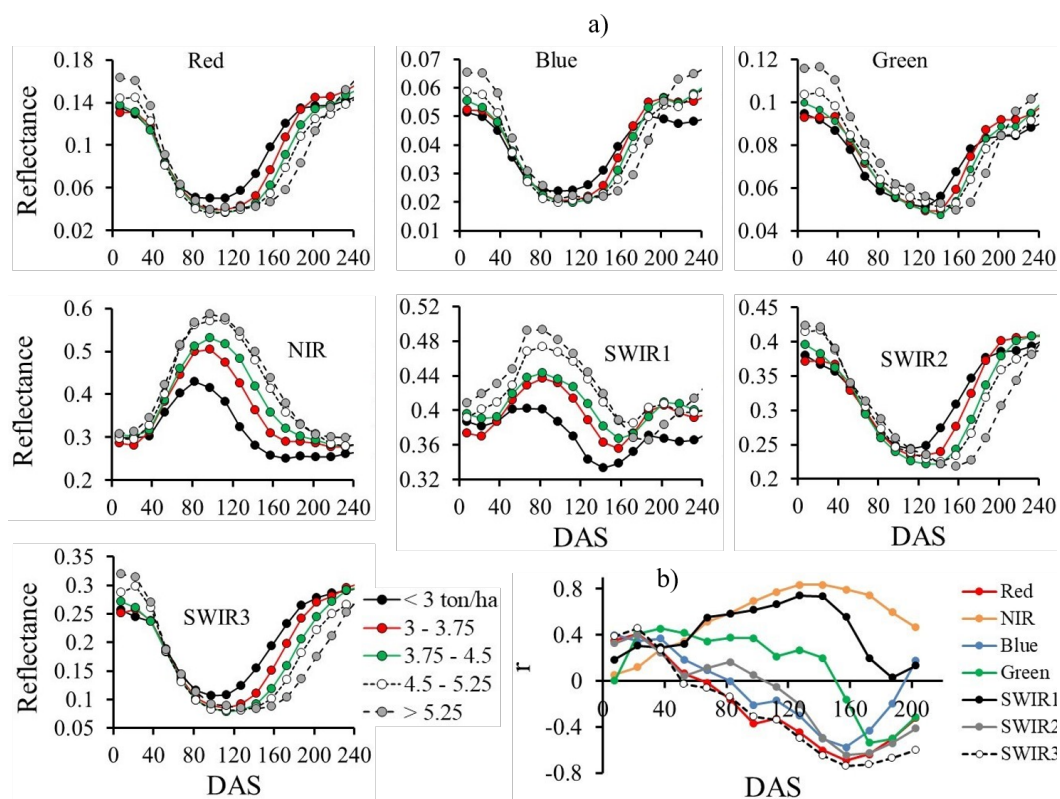 a)
Red
Blue
Green
Reflectance
0.18
0.14
0.10
0.06
0.02
0 40 80 120 160 200 240
0.07
0.06
0.05
0.04
0.03
0.02
0.01
0 40 80 120 160 200 240
0.12
0.1
0.08
0.06
0.04
0 40 80 120 160 200 240
NIR
SWIR1
SWIR2
Reflectance
0.6
0.5
0.4
0.3
0.2
0 40 80 120 160 200 240
0.52
0.48
0.44
0.4
0.36
0.32
0 40 80 120 160 200 240
DAS
0.45
0.4
0.35
0.3
0.25
0.2
0 40 80 120 160 200 240
DAS
SWIR3
Reflectance
0.35
0.3
0.25
0.2
0.15
0.1
0.05
0 40 80 120 160 200 240
DAS
< 3 ton/ha
3 - 3.75
3.75 - 4.5
4.5 - 5.25
> 5.25
b)
r
0.8
0.4
0
-0.4
-0.8
0 40 80 120 160 200
DAS
Red
NIR
Blue
Green
SWIR1
SWIR2
SWIR3